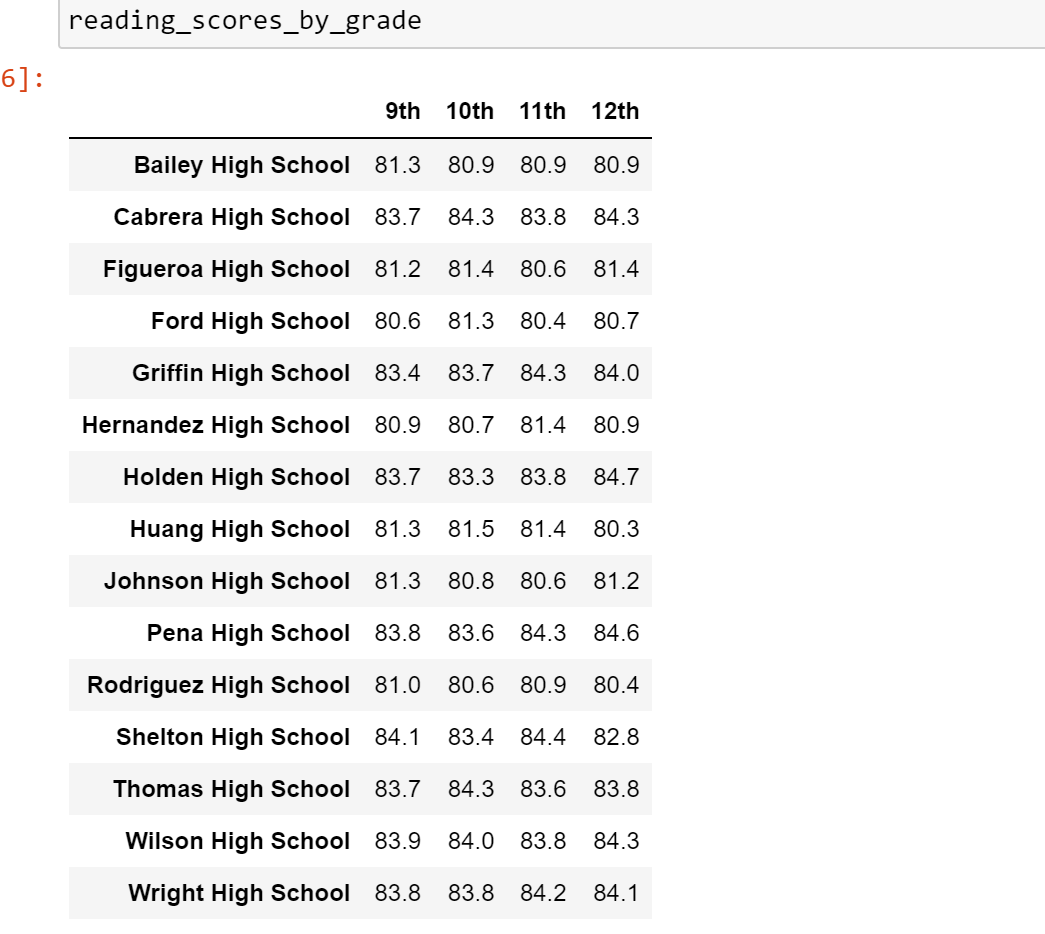 reading_scores_by_grade
6]:
9th 10th 11th 12th
Bailey High School 81.3 80.9 80.9 80.9
Cabrera High School 83.7 84.3 83.8 84.3
Figueroa High School 81.2 81.4 80.6 81.4
Ford High School 80.6 81.3 80.4 80.7
Griffin High School 83.4 83.7 84.3 84.0
Hernandez High School 80.9 80.7 81.4 80.9
Holden High School 83.7 83.3 83.8 84.7
Huang High School 81.3 81.5 81.4 80.3
Johnson High School 81.3 80.8 80.6 81.2
Pena High School 83.8 83.6 84.3 84.6
Rodriguez High School 81.0 80.6 80.9 80.4
Shelton High School 84.1 83.4 84.4 82.8
Thomas High School 83.7 84.3 83.6 83.8
Wilson High School 83.9 84.0 83.8 84.3
Wright High School 83.8 83.8 84.2 84.1